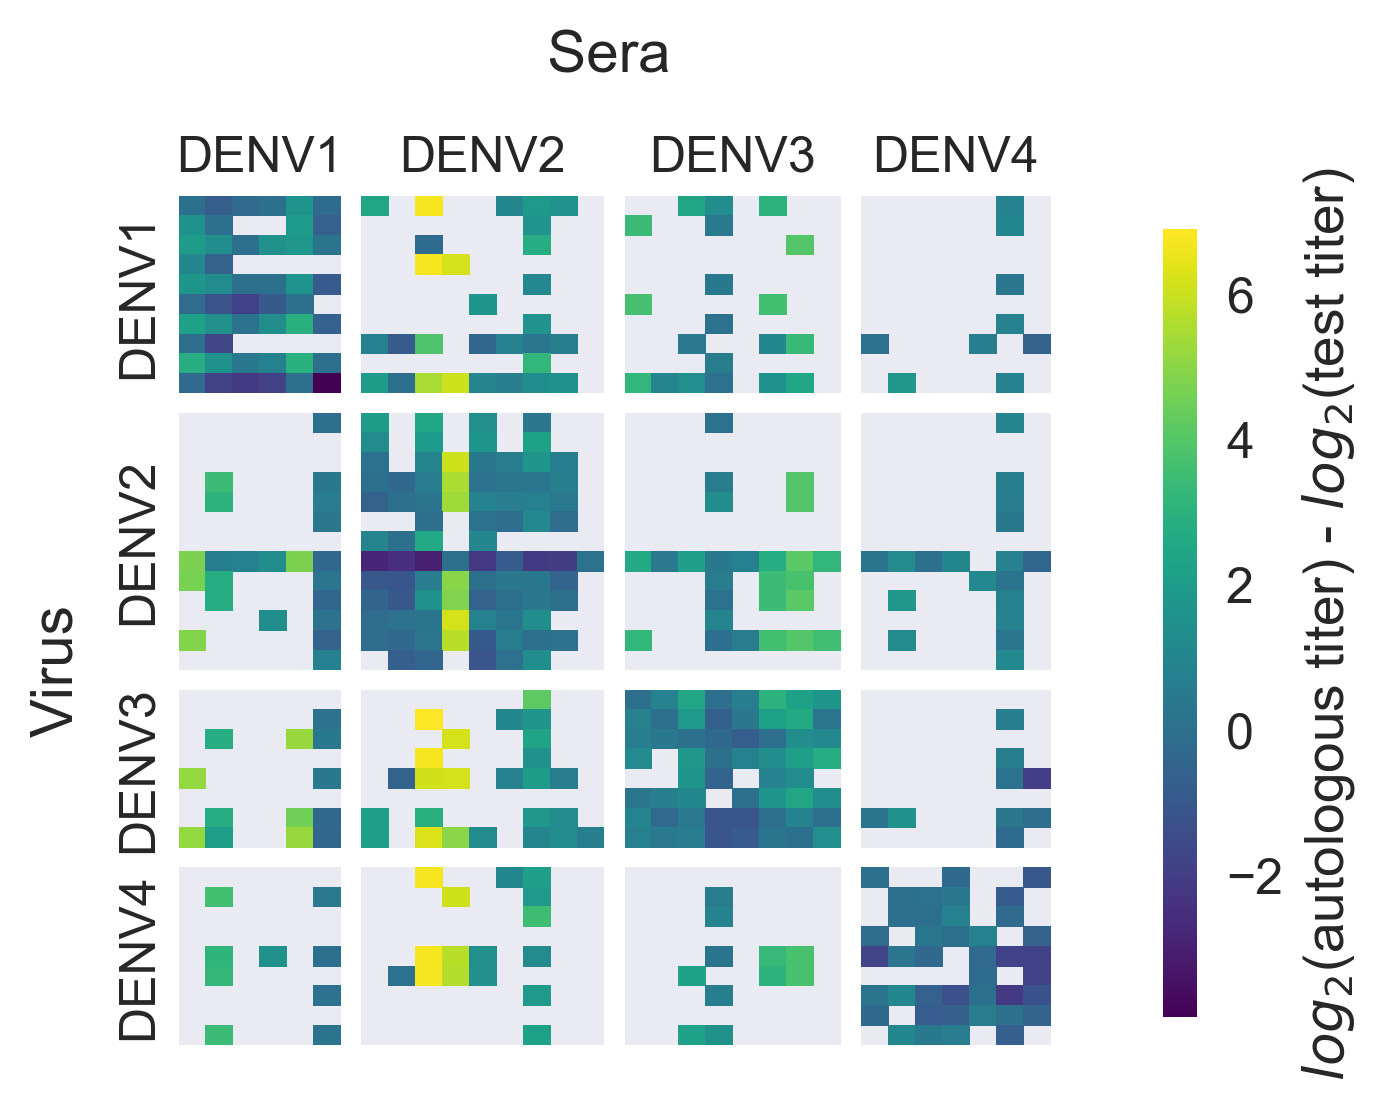 Sera
DENV1 DENV2 DENV3 DENV4
Virus
DENV1
DENV2
DENV3
DENV4
6
4
2
0
−2
log₂(autologous titer) - log₂(test titer)